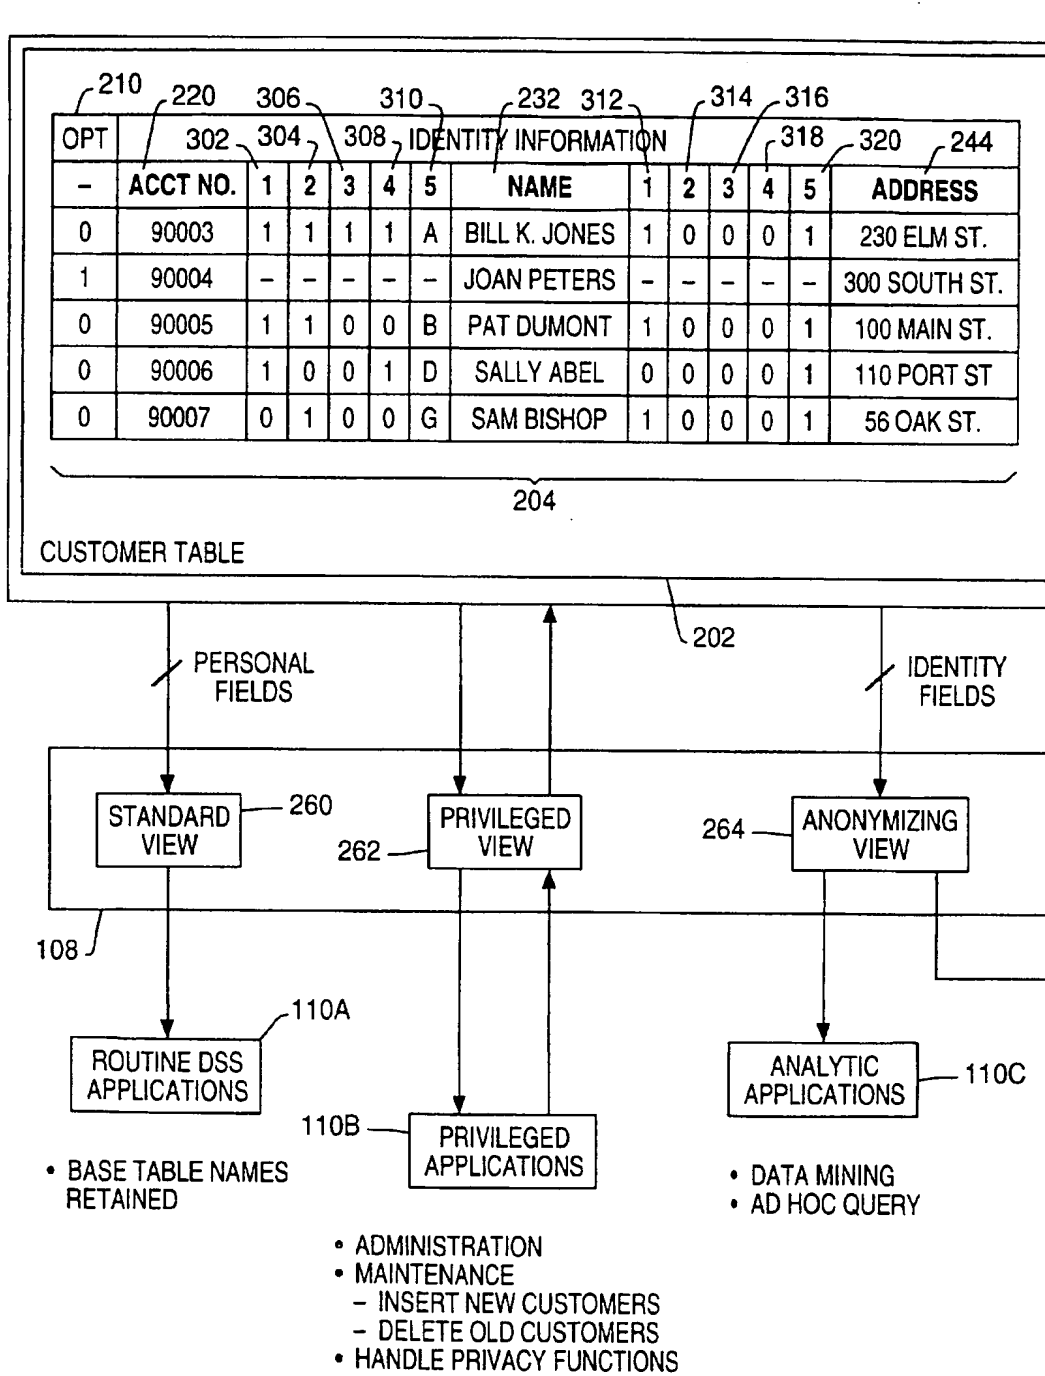 210 220 306 310 232 312 314 316
OPT 302 304 308 IDENTITY INFORMATION 318 320 244
– ACCT NO. 1 2 3 4 5 NAME 1 2 3 4 5 ADDRESS
0 90003 1 1 1 1 A BILL K. JONES 1 0 0 0 1 230 ELM ST.
1 90004 – – – – – JOAN PETERS – – – – – 300 SOUTH ST.
0 90005 1 1 0 0 B PAT DUMONT 1 0 0 0 1 100 MAIN ST.
0 90006 1 0 0 1 D SALLY ABEL 0 0 0 0 1 110 PORT ST
0 90007 0 1 0 0 G SAM BISHOP 1 0 0 0 1 56 OAK ST.
204
CUSTOMER TABLE
202
PERSONAL
FIELDS
IDENTITY
FIELDS
STANDARD
VIEW
260
PRIVILEGED
VIEW
262
ANONYMIZING
VIEW
264
108
110A
ROUTINE DSS
APPLICATIONS
110B
PRIVILEGED
APPLICATIONS
ANALYTIC
APPLICATIONS
110C
• BASE TABLE NAMES
RETAINED
• DATA MINING
• AD HOC QUERY
• ADMINISTRATION
• MAINTENANCE
– INSERT NEW CUSTOMERS
– DELETE OLD CUSTOMERS
• HANDLE PRIVACY FUNCTIONS